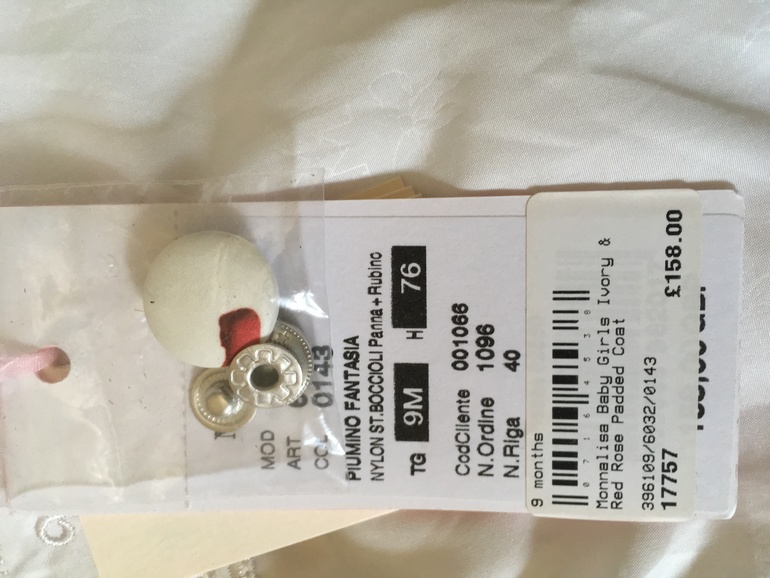 MOD
ART
0143
PIUMINO FANTASIA
NYLON ST.BOCCIOLI Panna + Rubino
TG 9M H 76
CodCliente 001066
N.Ordine 1096
N.Riga 40
9 months
Monnalisa Baby Girls Ivory &
Red Rose Padded Coat
£158.00
396109/6032/0143
17757